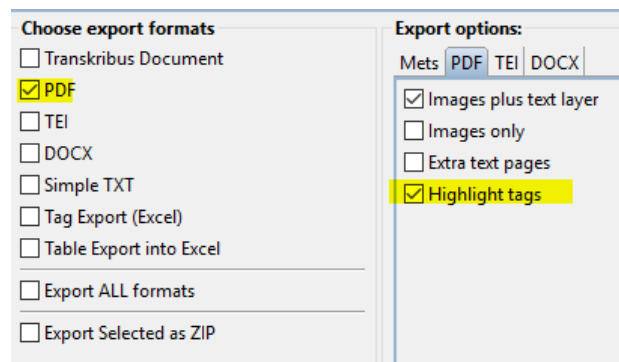 Choose export formats
Transkribus Document
PDF
TEI
DOCX
Simple TXT
Tag Export (Excel)
Table Export into Excel
Export ALL formats
Export Selected as ZIP
Export options:
Mets PDF TEI DOCX
Images plus text layer
Images only
Extra text pages
Highlight tags